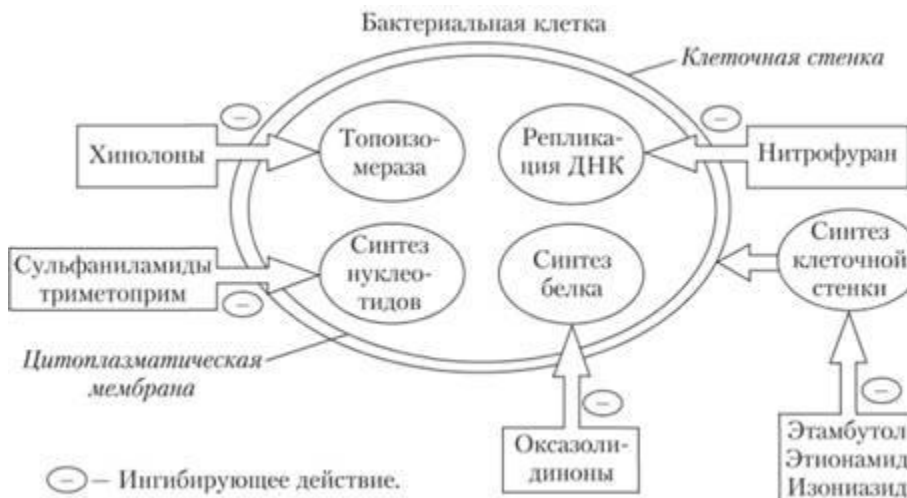 Бактериальная клетка
Клеточная стенка
–
–
Хинолоны
Топоизо-
мераза
Реплика-
ция ДНК
Нитрофуран
Сульфаниламиды
триметоприм
–
Синтез
нуклео-
тидов
Синтез
белка
Синтез
клеточной
стенки
Цитоплазматическая
мембрана
–
–
Оксазоли-
диноны
Этамбутол
Этионамид
Изониазид
– – Ингибирующее действие.